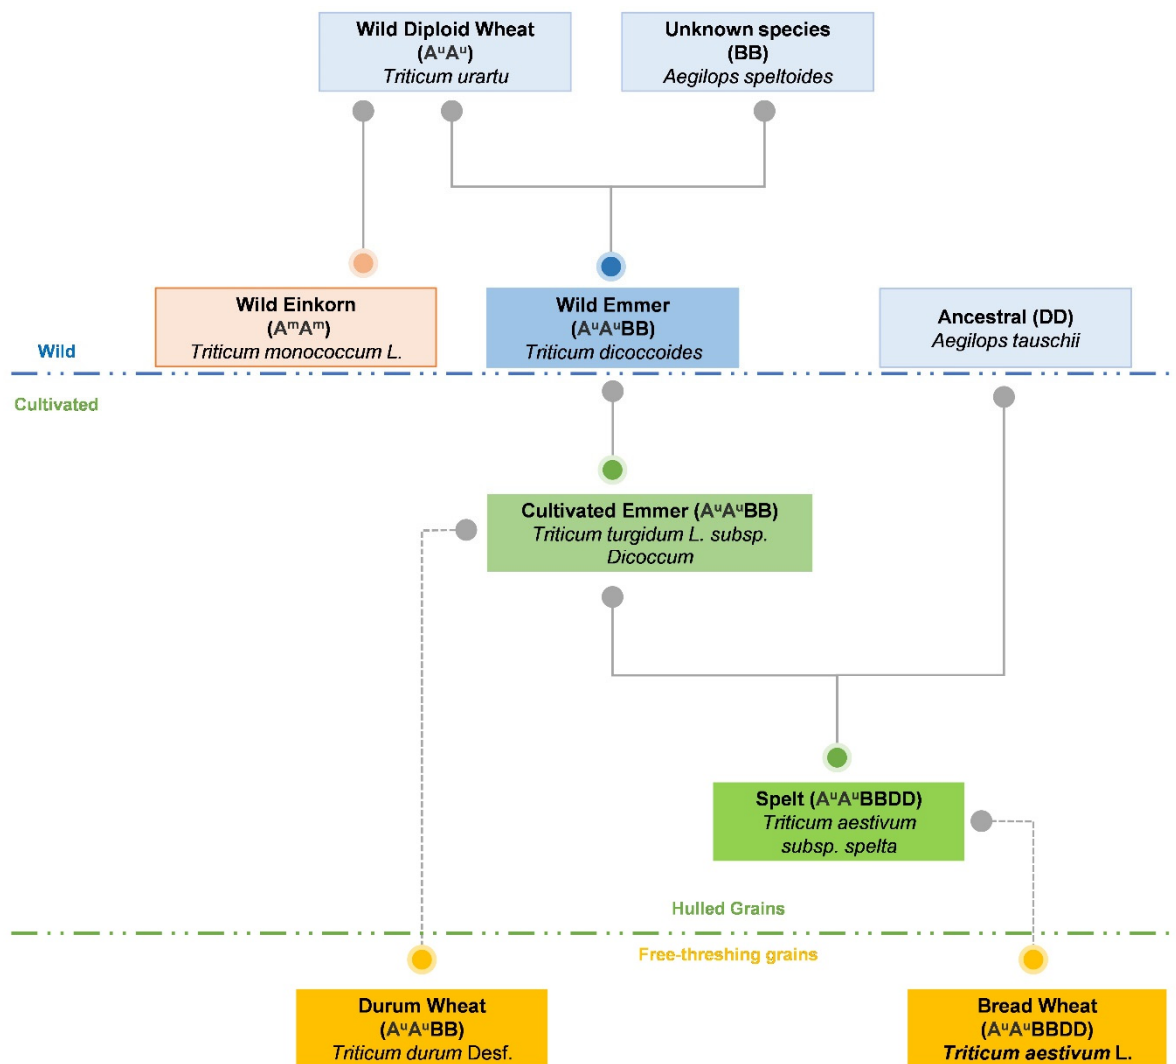 Wild Diploid Wheat
(AᵘAᵘ)
Triticum urartu
Unknown species
(BB)
Aegilops speltoides
Wild Einkorn
(AᵐAᵐ)
Triticum monococcum L.
Wild Emmer
(AᵘAᵘBB)
Triticum dicoccoides
Ancestral (DD)
Aegilops tauschii
Wild
Cultivated
Cultivated Emmer (AᵘAᵘBB)
Triticum turgidum L. subsp.
Dicoccum
Spelt (AᵘAᵘBBDD)
Triticum aestivum
subsp. spelta
Hulled Grains
Free-threshing grains
Durum Wheat
(AᵘAᵘBB)
Triticum durum Desf.
Bread Wheat
(AᵘAᵘBBDD)
Triticum aestivum L.